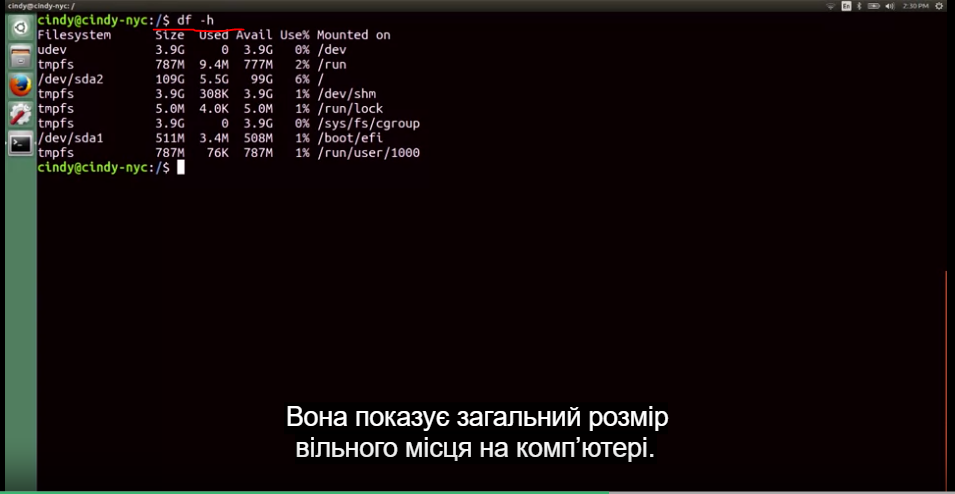 cindy@cindy-nyc: /
En 2:30 PM
cindy@cindy-nyc:/$ df -h
Filesystem Size Used Avail Use% Mounted on
udev 3.9G 0 3.9G 0% /dev
tmpfs 787M 9.4M 777M 2% /run
/dev/sda2 109G 5.5G 99G 6% /
tmpfs 3.9G 308K 3.9G 1% /dev/shm
tmpfs 5.0M 4.0K 5.0M 1% /run/lock
tmpfs 3.9G 0 3.9G 0% /sys/fs/cgroup
/dev/sda1 511M 3.4M 508M 1% /boot/efi
tmpfs 787M 76K 787M 1% /run/user/1000
cindy@cindy-nyc:/$
Вона показує загальний розмір
вільного місця на комп’ютері.